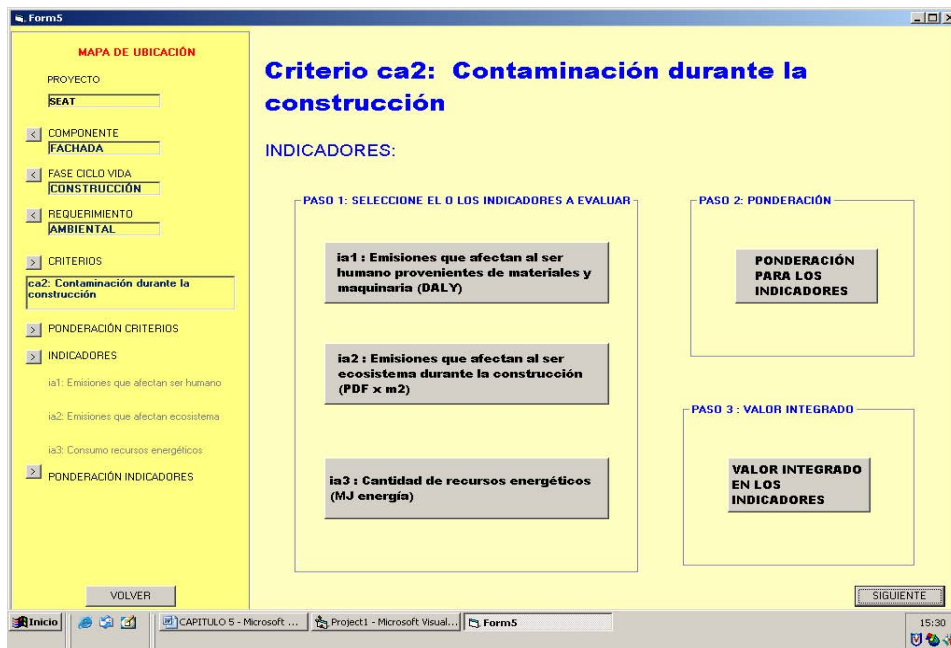 Form5
MAPA DE UBICACIÓN
PROYECTO
SEAT
< COMPONENTE
FACHADA
< FASE CICLO VIDA
CONSTRUCCIÓN
< REQUERIMIENTO
AMBIENTAL
> CRITERIOS
ca2: Contaminación durante la
construcción
> PONDERACIÓN CRITERIOS
> INDICADORES
ia1: Emisiones que afectan ser humano
ia2: Emisiones que afectan ecosistema
ia3: Consumo recursos energéticos
> PONDERACIÓN INDICADORES
VOLVER
Criterio ca2: Contaminación durante la
construcción
INDICADORES:
PASO 1: SELECCIONE EL O LOS INDICADORES A EVALUAR
ia1 : Emisiones que afectan al ser
humano provenientes de materiales y
maquinaria (DALY)
ia2 : Emisiones que afectan al ser
ecosistema durante la construcción
(PDF x m2)
ia3 : Cantidad de recursos energéticos
(MJ energía)
PASO 2: PONDERACIÓN
PONDERACIÓN
PARA LOS
INDICADORES
PASO 3 : VALOR INTEGRADO
VALOR INTEGRADO
EN LOS
INDICADORES
SIGUIENTE
Inicio
CAPITULO 5 - Microsoft ...
Project1 - Microsoft Visual...
Form5
15:30